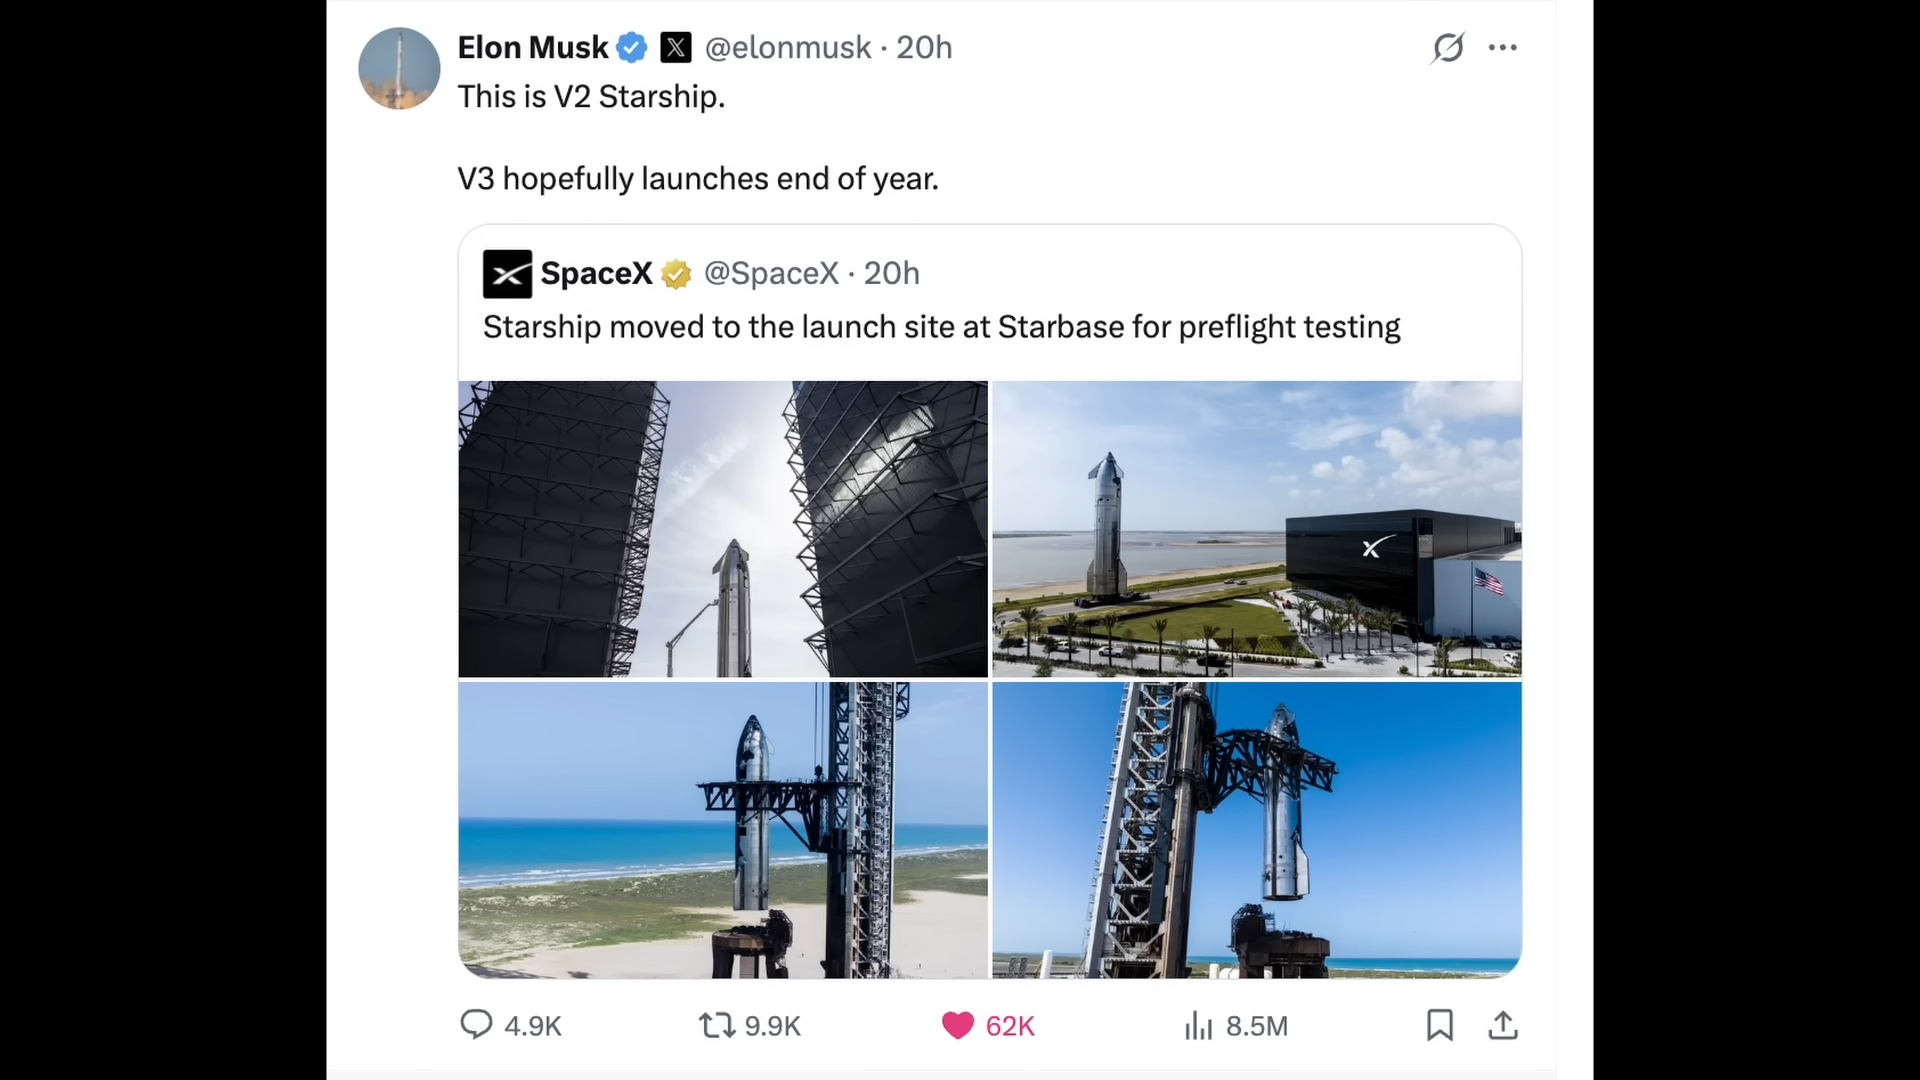 Elon Musk @elonmusk · 20h
This is V2 Starship.
V3 hopefully launches end of year.
SpaceX @SpaceX · 20h
Starship moved to the launch site at Starbase for preflight testing
4.9K 9.9K 62K 8.5M